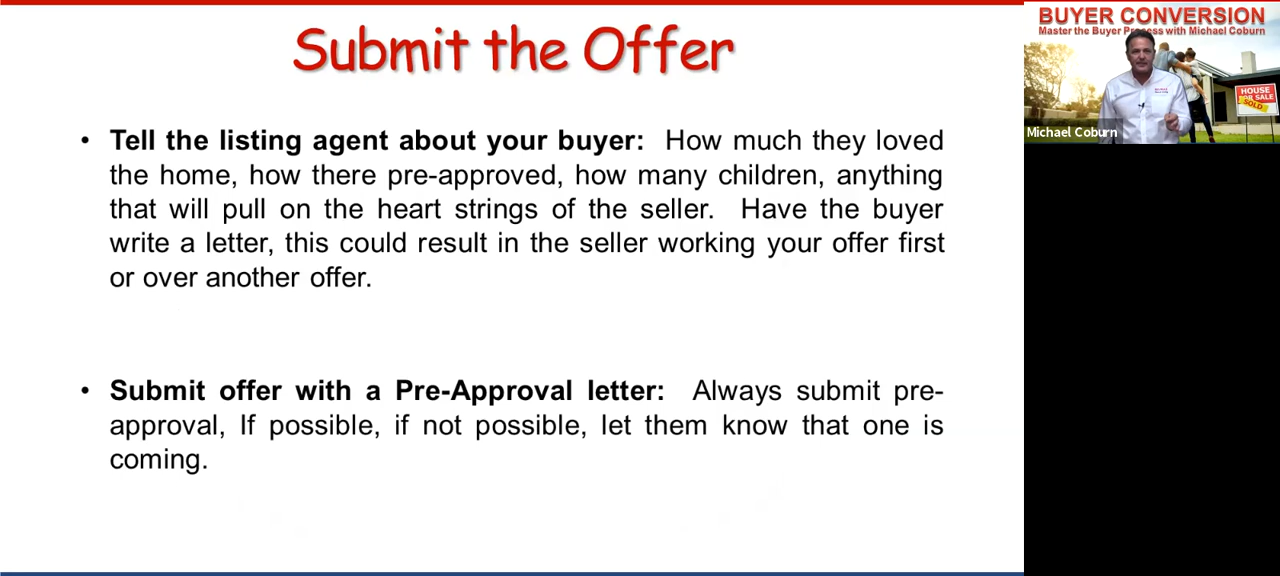 Submit the Offer
• Tell the listing agent about your buyer: How much they loved
the home, how there pre-approved, how many children, anything
that will pull on the heart strings of the seller. Have the buyer
write a letter, this could result in the seller working your offer first
or over another offer.
• Submit offer with a Pre-Approval letter: Always submit pre-
approval, If possible, if not possible, let them know that one is
coming.
BUYER CONVERSION
Master the Buyer Process with Michael Coburn
HOUSE
FOR SALE
SOLD
Michael Coburn